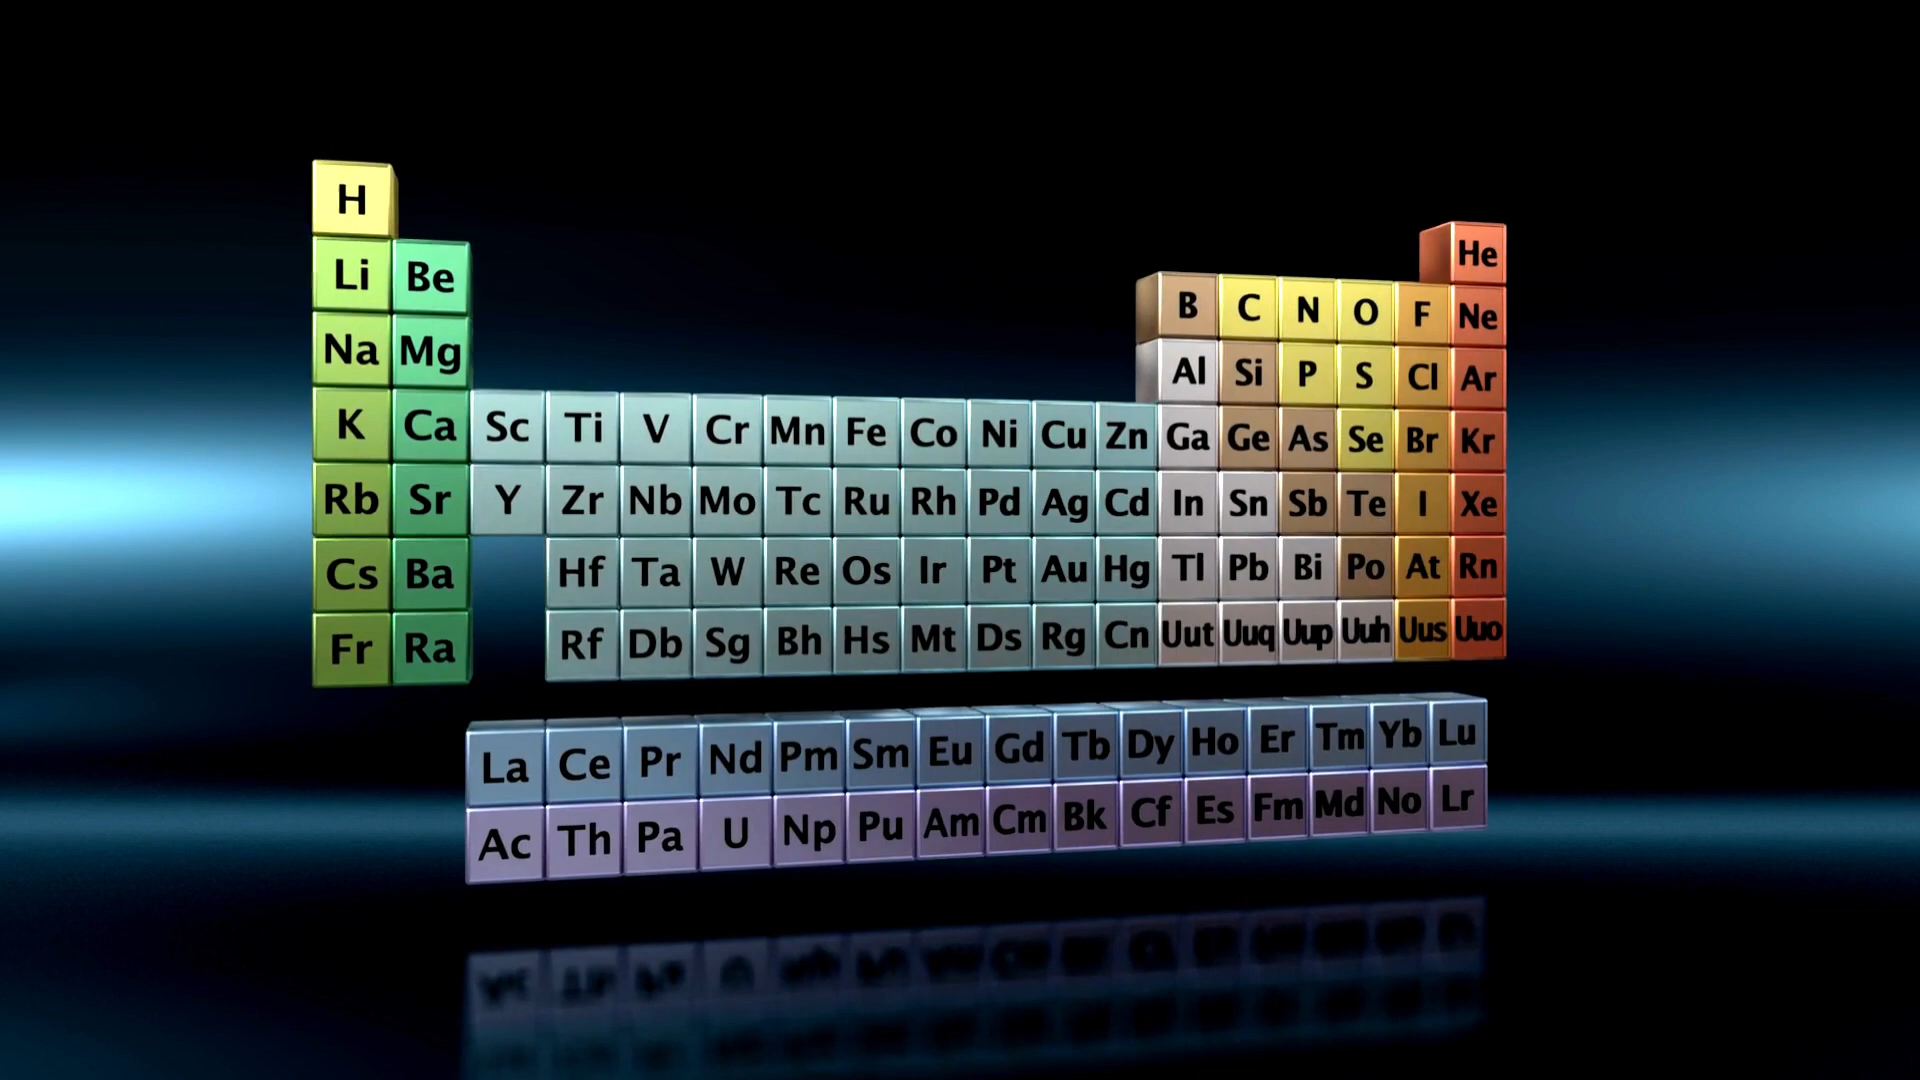 H He
Li Be B C N O F Ne
Na Mg Al Si P S Cl Ar
K Ca Sc Ti V Cr Mn Fe Co Ni Cu Zn Ga Ge As Se Br Kr
Rb Sr Y Zr Nb Mo Tc Ru Rh Pd Ag Cd In Sn Sb Te I Xe
Cs Ba Hf Ta W Re Os Ir Pt Au Hg Tl Pb Bi Po At Rn
Fr Ra Rf Db Sg Bh Hs Mt Ds Rg Cn Uut Uuq Uup Uuh Uus Uuo
La Ce Pr Nd Pm Sm Eu Gd Tb Dy Ho Er Tm Yb Lu
Ac Th Pa U Np Pu Am Cm Bk Cf Es Fm Md No Lr